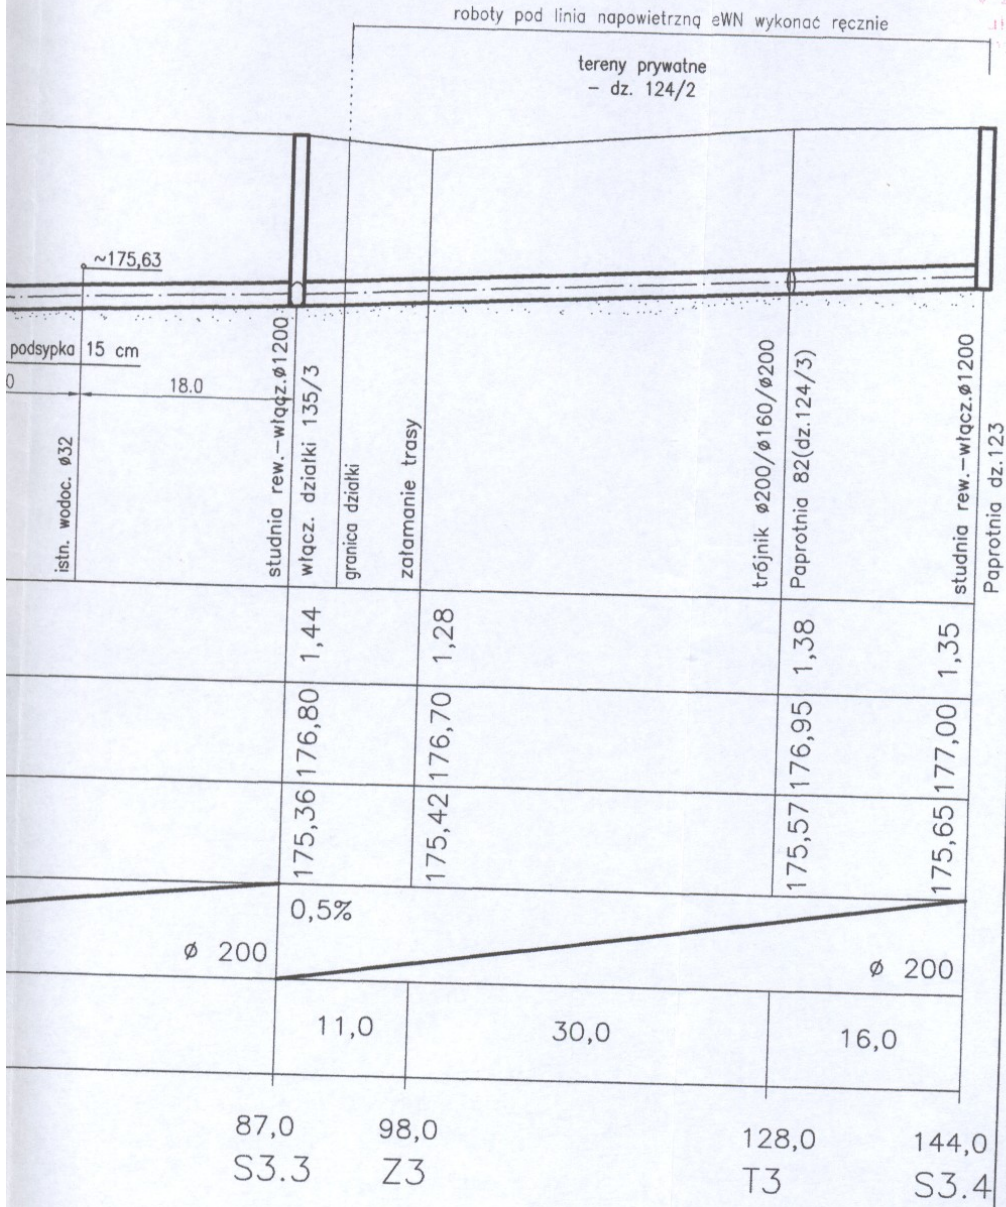 roboty pod linia napowietrzną eWN wykonać ręcznie
tereny prywatne
- dz. 124/2
~175,63
podsypka 15 cm
0
18.0
istn. wodoc. ø32
studnia rew.-włącz.ø1200
włącz. działki 135/3
granica działki
załamanie trasy
trójnik ø200/ø160/ø200
Paprotnia 82(dz.124/3)
studnia rew.-włącz.ø1200
Paprotnia dz.123
1,44
1,28
1,38
1,35
176,80
176,70
176,95
177,00
175,36
175,42
175,57
175,65
0,5%
ø 200
ø 200
11,0
30,0
16,0
87,0
98,0
128,0
144,0
S3.3
Z3
T3
S3.4